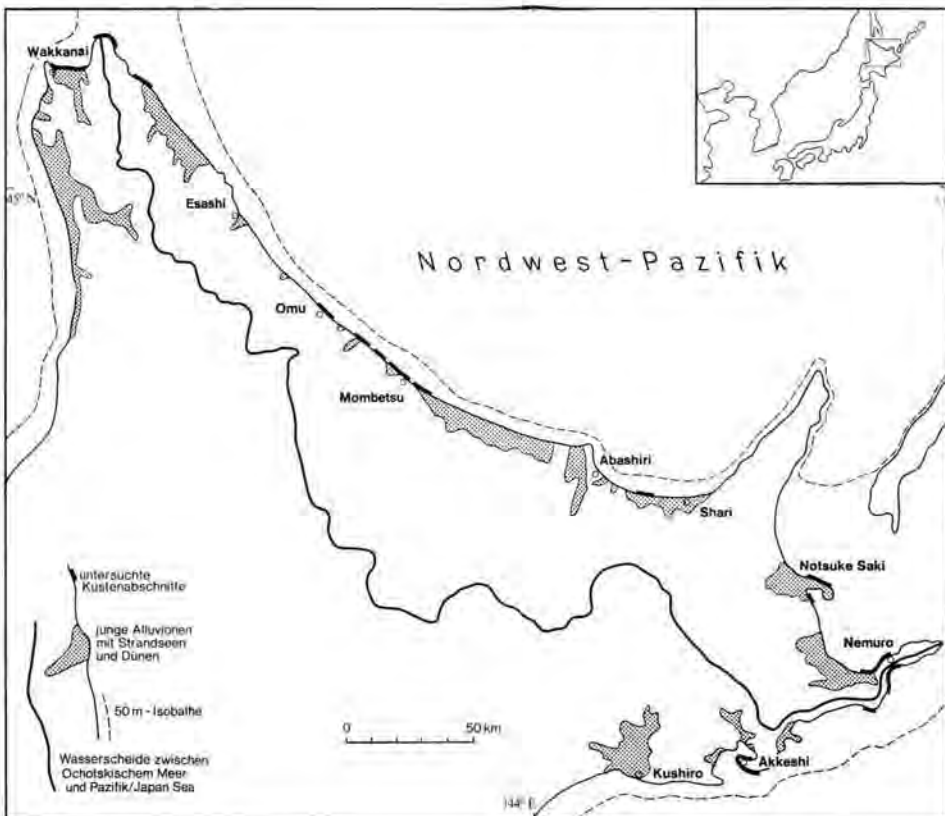 Wakkanai
45° N
Esashi
Nordwest-Pazifik
Omu
Mombetsu
Abashiri
Shari
Notsuke Saki
Nemuro
untersuchte
Küstenabschnitte
junge Alluvionen
mit Strandseen
und Dünen
50 m - Isobathe
0 50 km
Wasserscheide zwischen
Ochotskischem Meer
und Pazifik/Japan Sea
Kushiro
Akkeshi
144° E